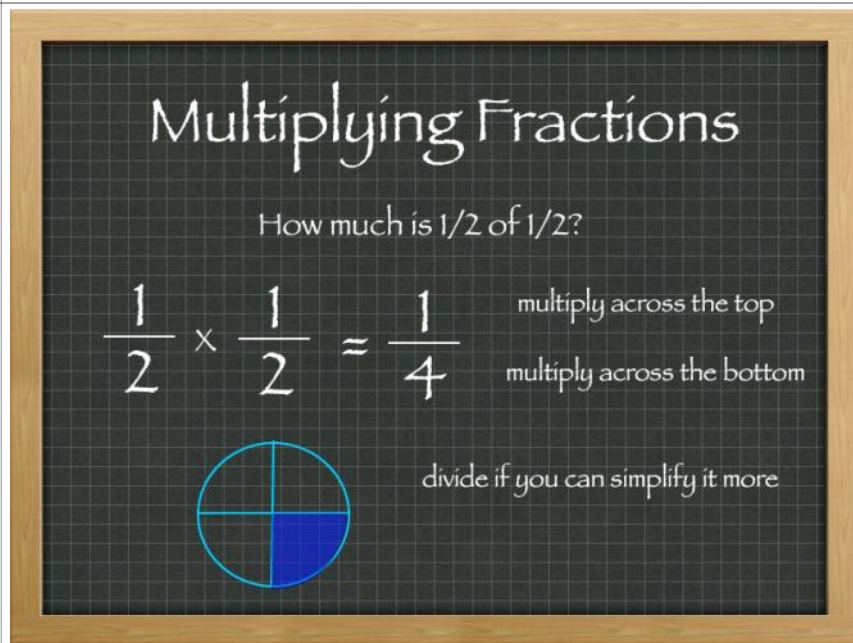 Multiplying Fractions
How much is 1/2 of 1/2?
1/2 x 1/2 = 1/4
multiply across the top
multiply across the bottom
divide if you can simplify it more